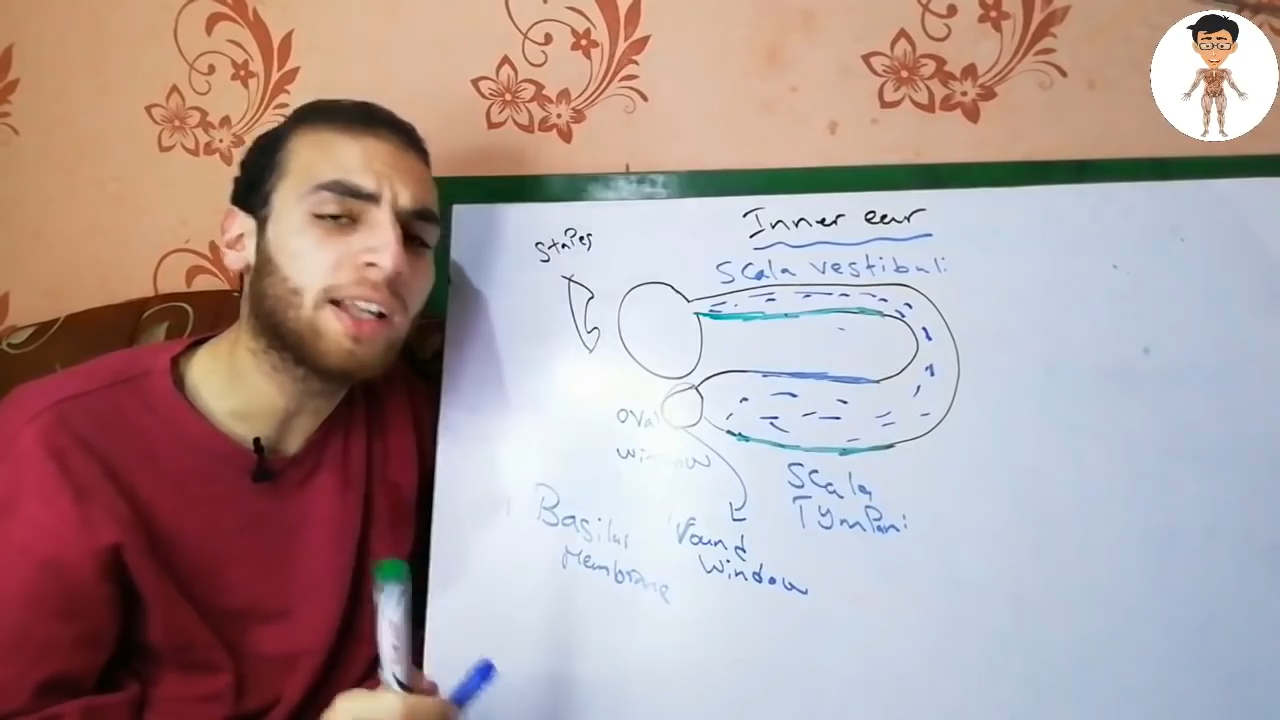 Inner ear
Stapes
Scala vestibuli
oval
window
Scala
Tympani
Basilar
Membrane
round
window